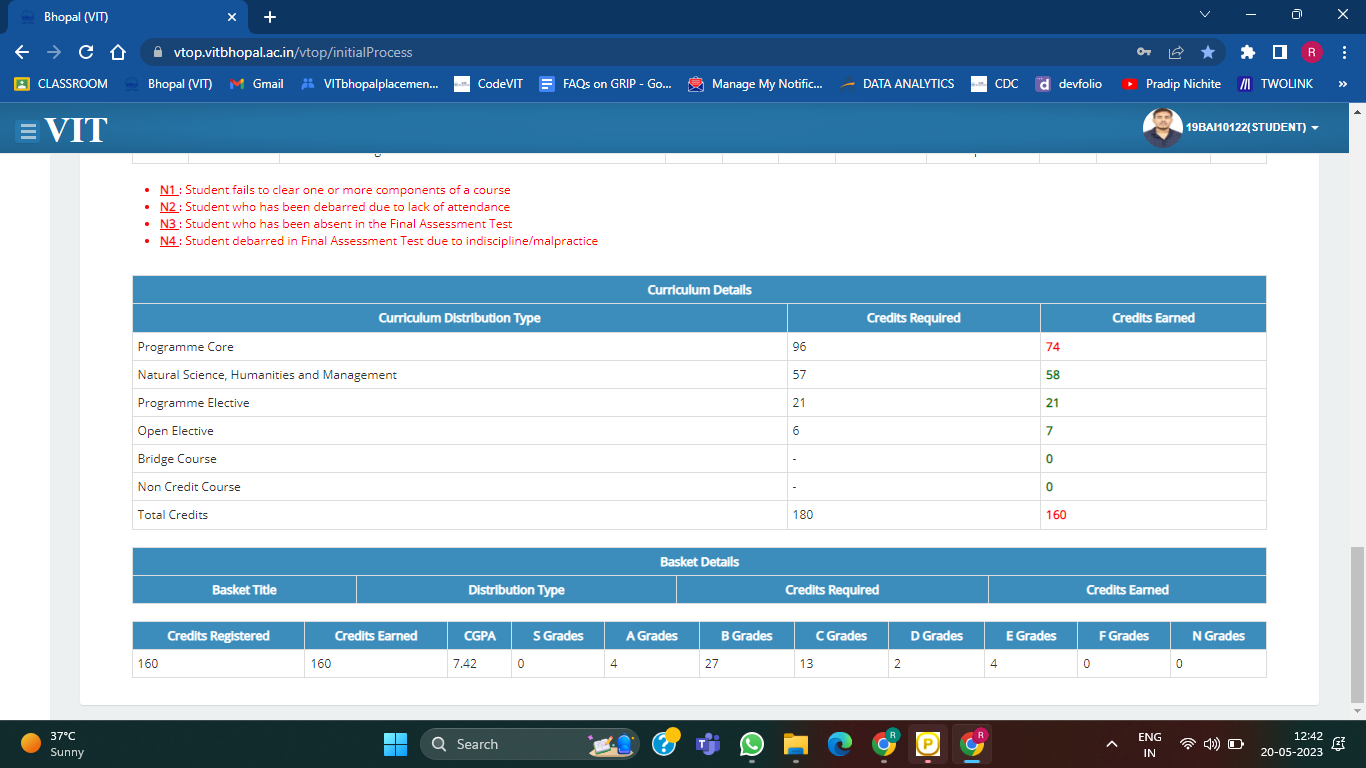 Bhopal (VIT)
vtop.vitbhopal.ac.in/vtop/initialProcess
R
CLASSROOM Bhopal (VIT) Gmail VITbhopalplacemen... CodeVIT FAQs on GRIP - Go... Manage My Notific... DATA ANALYTICS CDC devfolio Pradip Nichite TWOLINK »
VIT 19BAI10122(STUDENT)
N1 : Student fails to clear one or more components of a course
N2 : Student who has been debarred due to lack of attendance
N3 : Student who has been absent in the Final Assessment Test
N4 : Student debarred in Final Assessment Test due to indiscipline/malpractice
Curriculum Details
Curriculum Distribution Type Credits Required Credits Earned
Programme Core 96 74
Natural Science, Humanities and Management 57 58
Programme Elective 21 21
Open Elective 6 7
Bridge Course - 0
Non Credit Course - 0
Total Credits 180 160
Basket Details
Basket Title Distribution Type Credits Required Credits Earned
Credits Registered Credits Earned CGPA S Grades A Grades B Grades C Grades D Grades E Grades F Grades N Grades
160 160 7.42 0 4 27 13 2 4 0 0
37°C
Sunny
Search
ENG
IN
12:42
20-05-2023